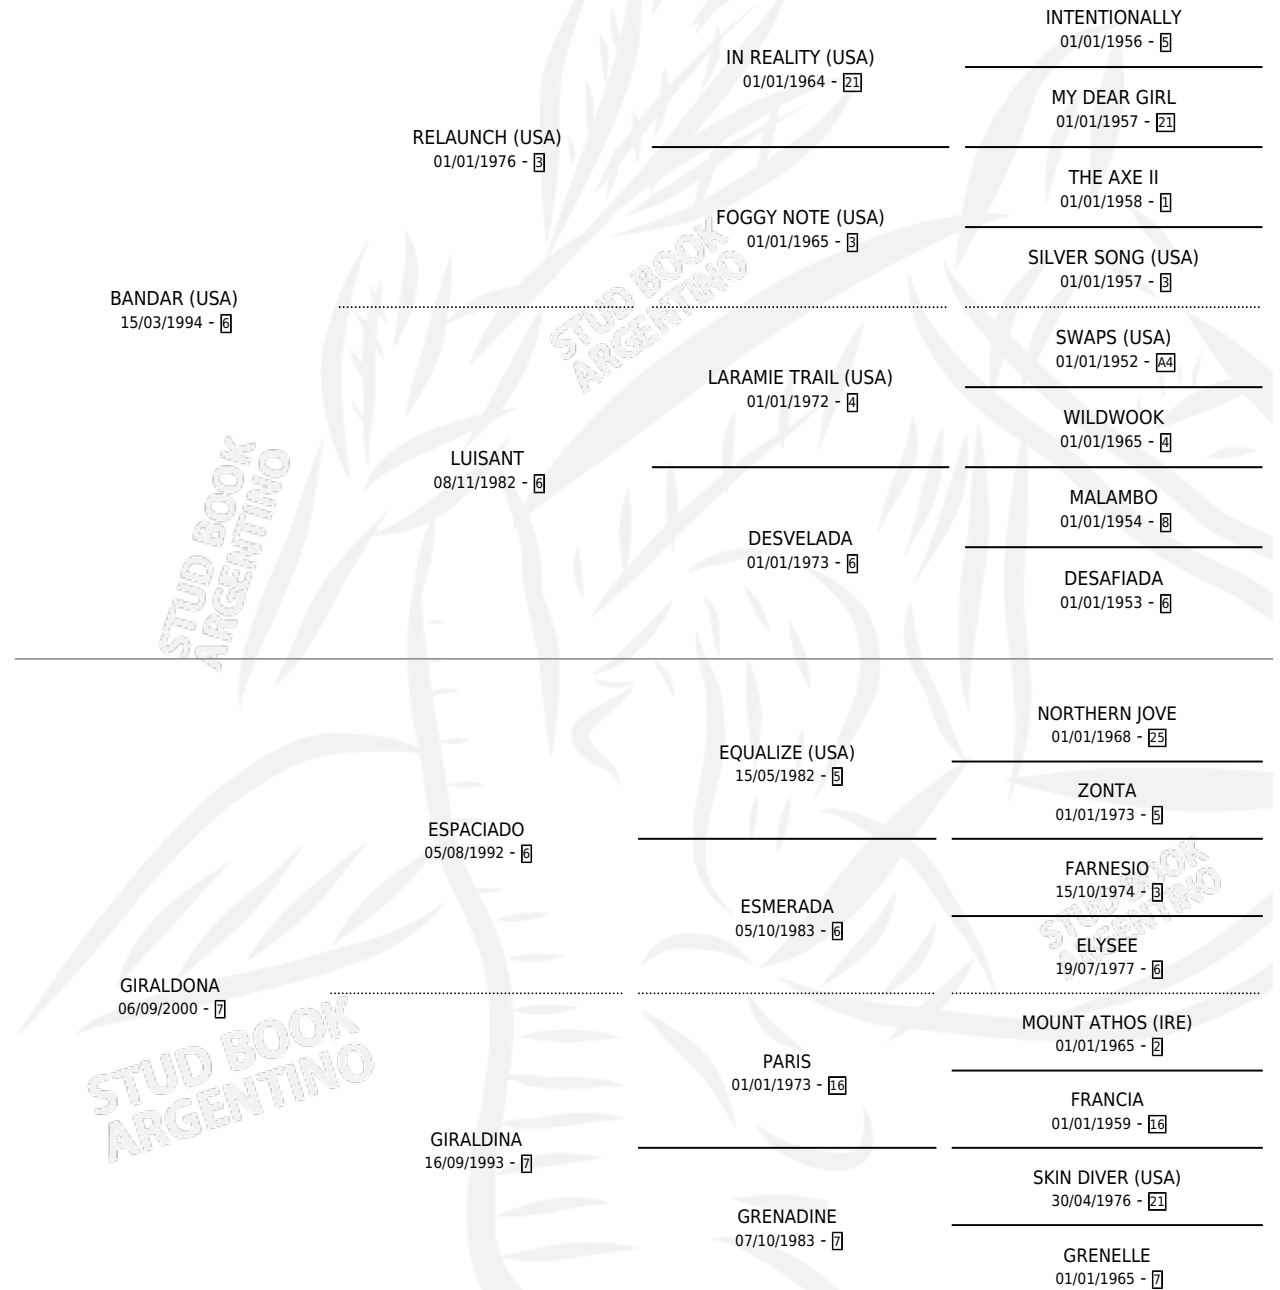 INTENTIONALLY
01/01/1956 - 5
IN REALITY (USA)
01/01/1964 - 21
MY DEAR GIRL
01/01/1957 - 21
RELAUNCH (USA)
01/01/1976 - 3
THE AXE II
01/01/1958 - 1
FOGGY NOTE (USA)
01/01/1965 - 3
SILVER SONG (USA)
01/01/1957 - 3
BANDAR (USA)
15/03/1994 - 6
SWAPS (USA)
01/01/1952 - A4
LARAMIE TRAIL (USA)
01/01/1972 - 4
WILDWOOK
01/01/1965 - 4
LUISANT
08/11/1982 - 6
MALAMBO
01/01/1954 - 8
DESVELADA
01/01/1973 - 6
DESAFIADA
01/01/1953 - 6
STUD BOOK
ARGENTINO
STUD BOOK
ARGENTINO
NORTHERN JOVE
01/01/1968 - 25
EQUALIZE (USA)
15/05/1982 - 5
ZONTA
01/01/1973 - 5
ESPACIADO
05/08/1992 - 6
FARNESIO
15/10/1974 - 3
ESMERADA
05/10/1983 - 6
ELYSEE
19/07/1977 - 6
STUD BOOK
ARGENTINO
GIRALDONA
06/09/2000 - 7
MOUNT ATHOS (IRE)
01/01/1965 - 2
PARIS
01/01/1973 - 16
FRANCIA
01/01/1959 - 16
STUD BOOK
ARGENTINO
GIRALDINA
16/09/1993 - 7
SKIN DIVER (USA)
30/04/1976 - 21
GRENADINE
07/10/1983 - 7
GRENELLE
01/01/1965 - 7